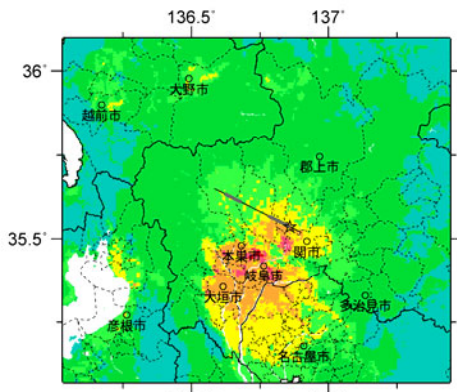 136.5 137
36
大野市
越前市
郡上市
35.5
関市
本巣市
岐阜市
大垣市
多治見市
彦根市
名古屋市